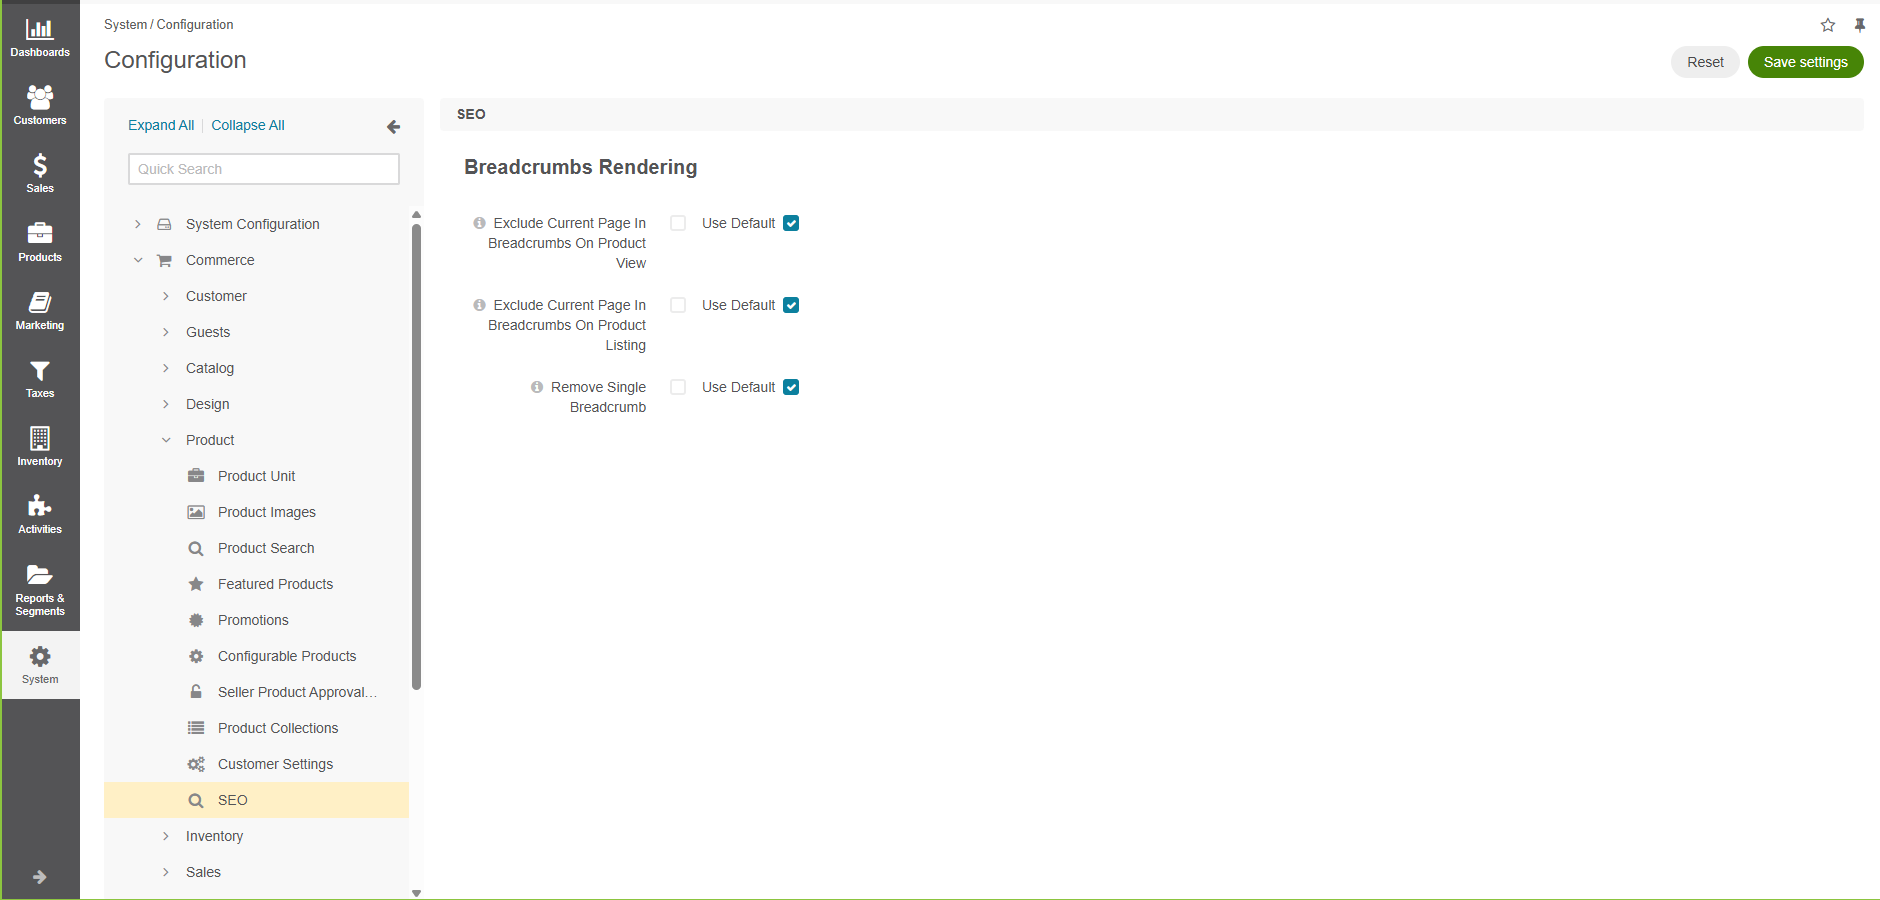 Dashboards
Customers
Sales
Products
Marketing
Taxes
Inventory
Activities
Reports &
Segments
System
System / Configuration
Configuration
Reset
Save settings
Expand All
Collapse All
Quick Search
System Configuration
Commerce
Customer
Guests
Catalog
Design
Product
Product Unit
Product Images
Product Search
Featured Products
Promotions
Configurable Products
Seller Product Approval...
Product Collections
Customer Settings
SEO
Inventory
Sales
SEO
Breadcrumbs Rendering
Exclude Current Page In
Breadcrumbs On Product
View
Use Default
Exclude Current Page In
Breadcrumbs On Product
Listing
Use Default
Remove Single
Breadcrumb
Use Default